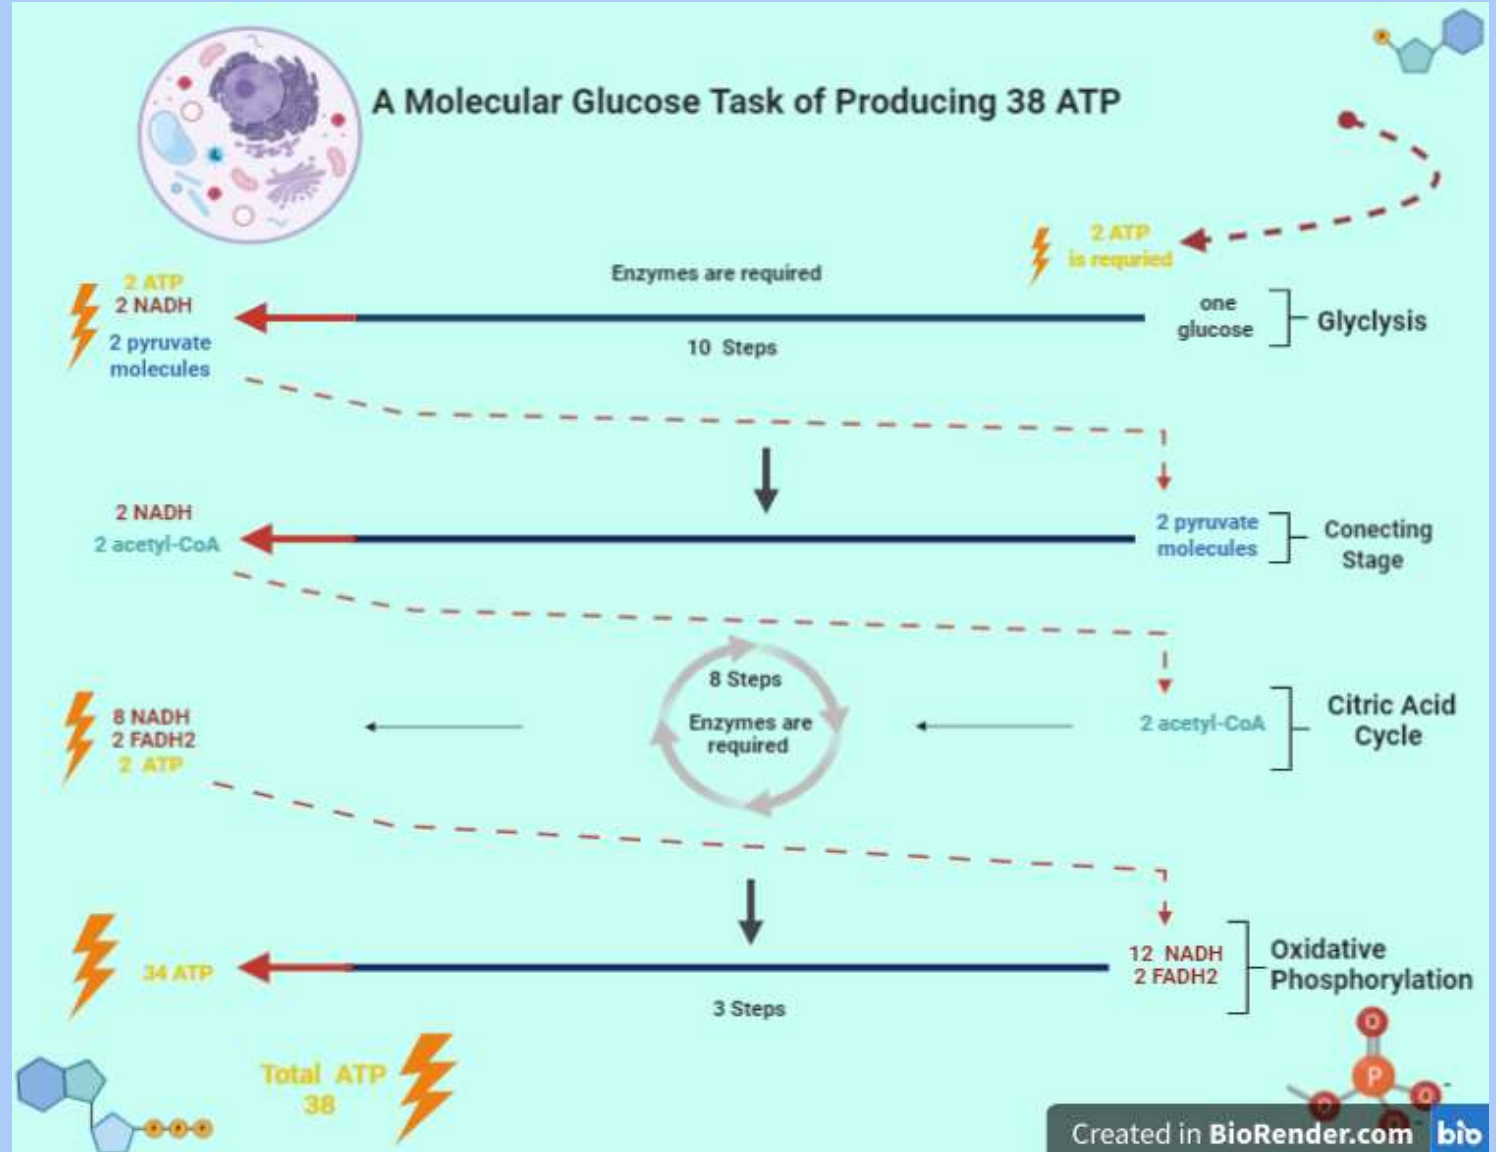 A Molecular Glucose Task of Producing 38 ATP
2 ATP
is requried
Enzymes are required
2 ATP
2 NADH
2 pyruvate
molecules
10 Steps
one
glucose
Glyclysis
2 NADH
2 acetyl-CoA
2 pyruvate
molecules
Conecting
Stage
8 Steps
Enzymes are
required
8 NADH
2 FADH2
2 ATP
2 acetyl-CoA
Citric Acid
Cycle
34 ATP
3 Steps
12 NADH
2 FADH2
Oxidative
Phosphorylation
Total ATP
38
P
O
O
O
O
Created in BioRender.com bio